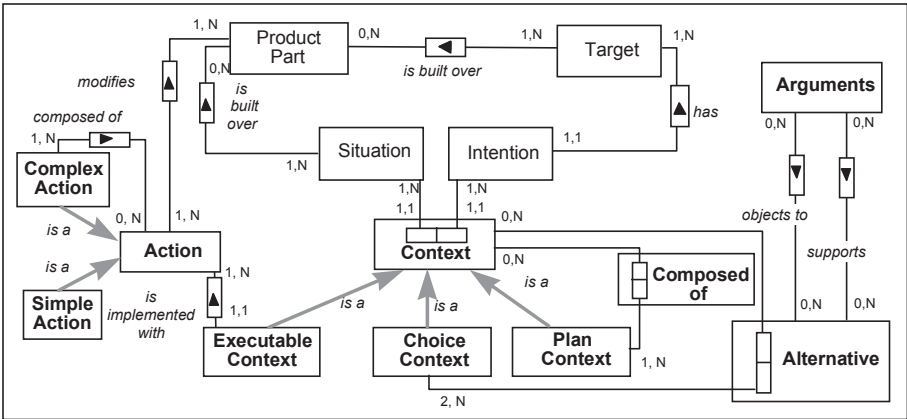 1, N
Product
Part
0,N
1,N
Target
1,N
0,N
is built over
modifies
is
built
over
Arguments
composed of
has
0,N
0,N
1, N
1,N
Situation
Intention
1,1
Complex
Action
1,N
1,N
objects to
0, N
1, N
1,1
1,1
0,N
is a
Action
Context
0,N
supports
is a
1, N
Composed
of
Simple
Action
is
implemented
with
is a
is a
is a
0,N
0,N
1,1
Executable
Context
Choice
Context
Plan
Context
1, N
Alternative
2, N